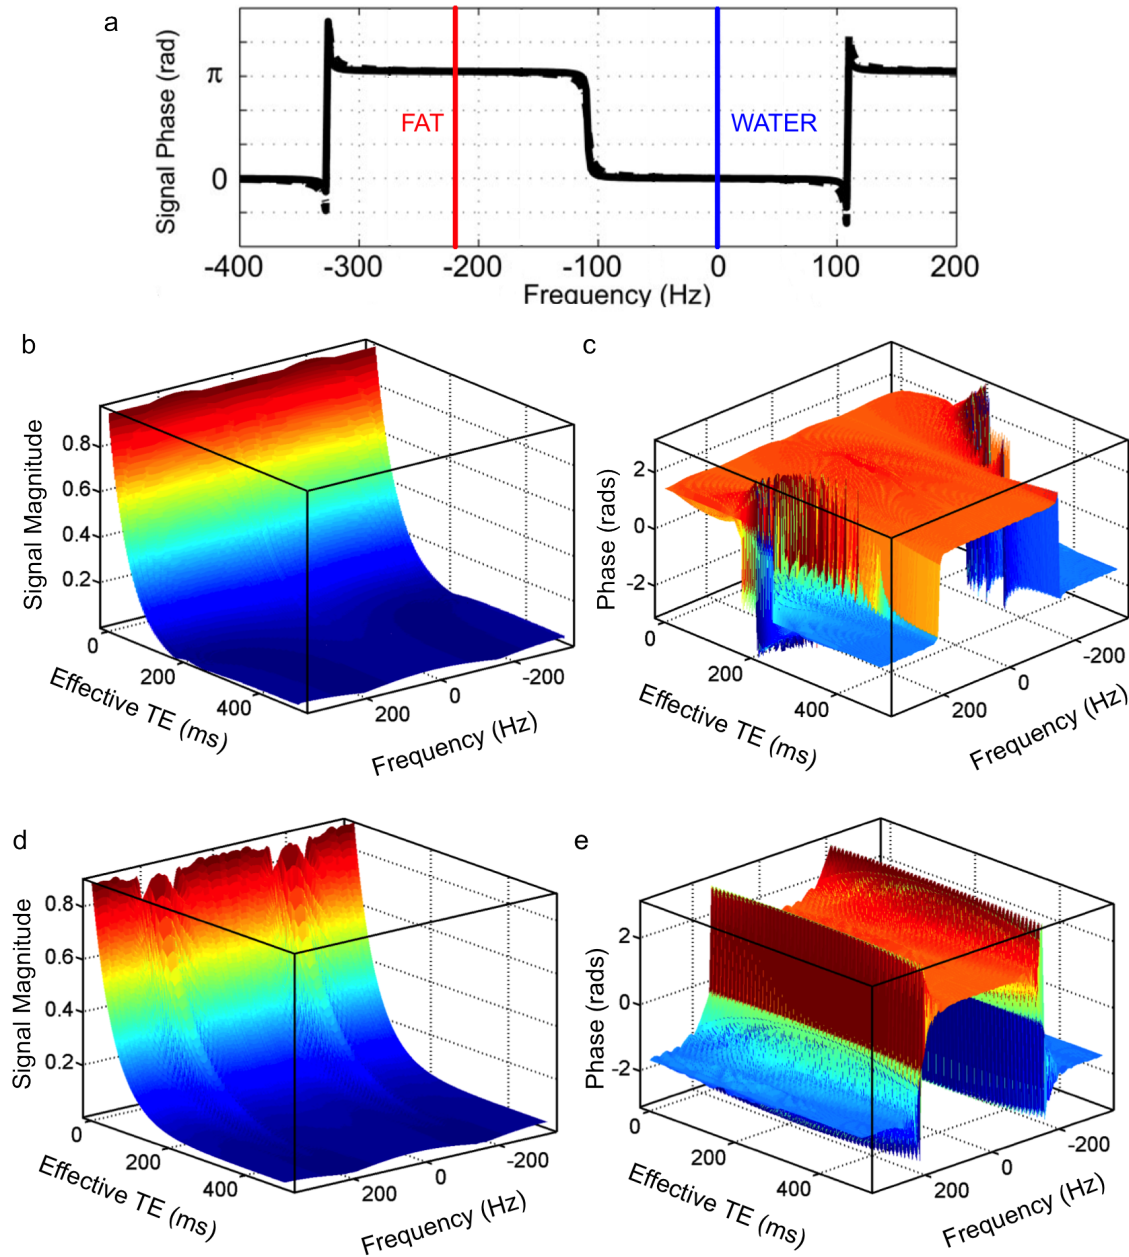 a
Signal Phase (rad)
π
0
FAT
WATER
-400 -300 -200 -100 0 100 200
Frequency (Hz)
b
Signal Magnitude
0.8
0.6
0.4
0.2
0
200
400
Effective TE (ms)
200
0
-200
Frequency (Hz)
c
Phase (rads)
2
0
-2
0
200
400
Effective TE (ms)
200
0
-200
Frequency (Hz)
d
Signal Magnitude
0.8
0.6
0.4
0.2
0
200
400
Effective TE (ms)
200
0
-200
Frequency (Hz)
e
Phase (rads)
2
0
-2
0
200
400
Effective TE (ms)
200
0
-200
Frequency (Hz)